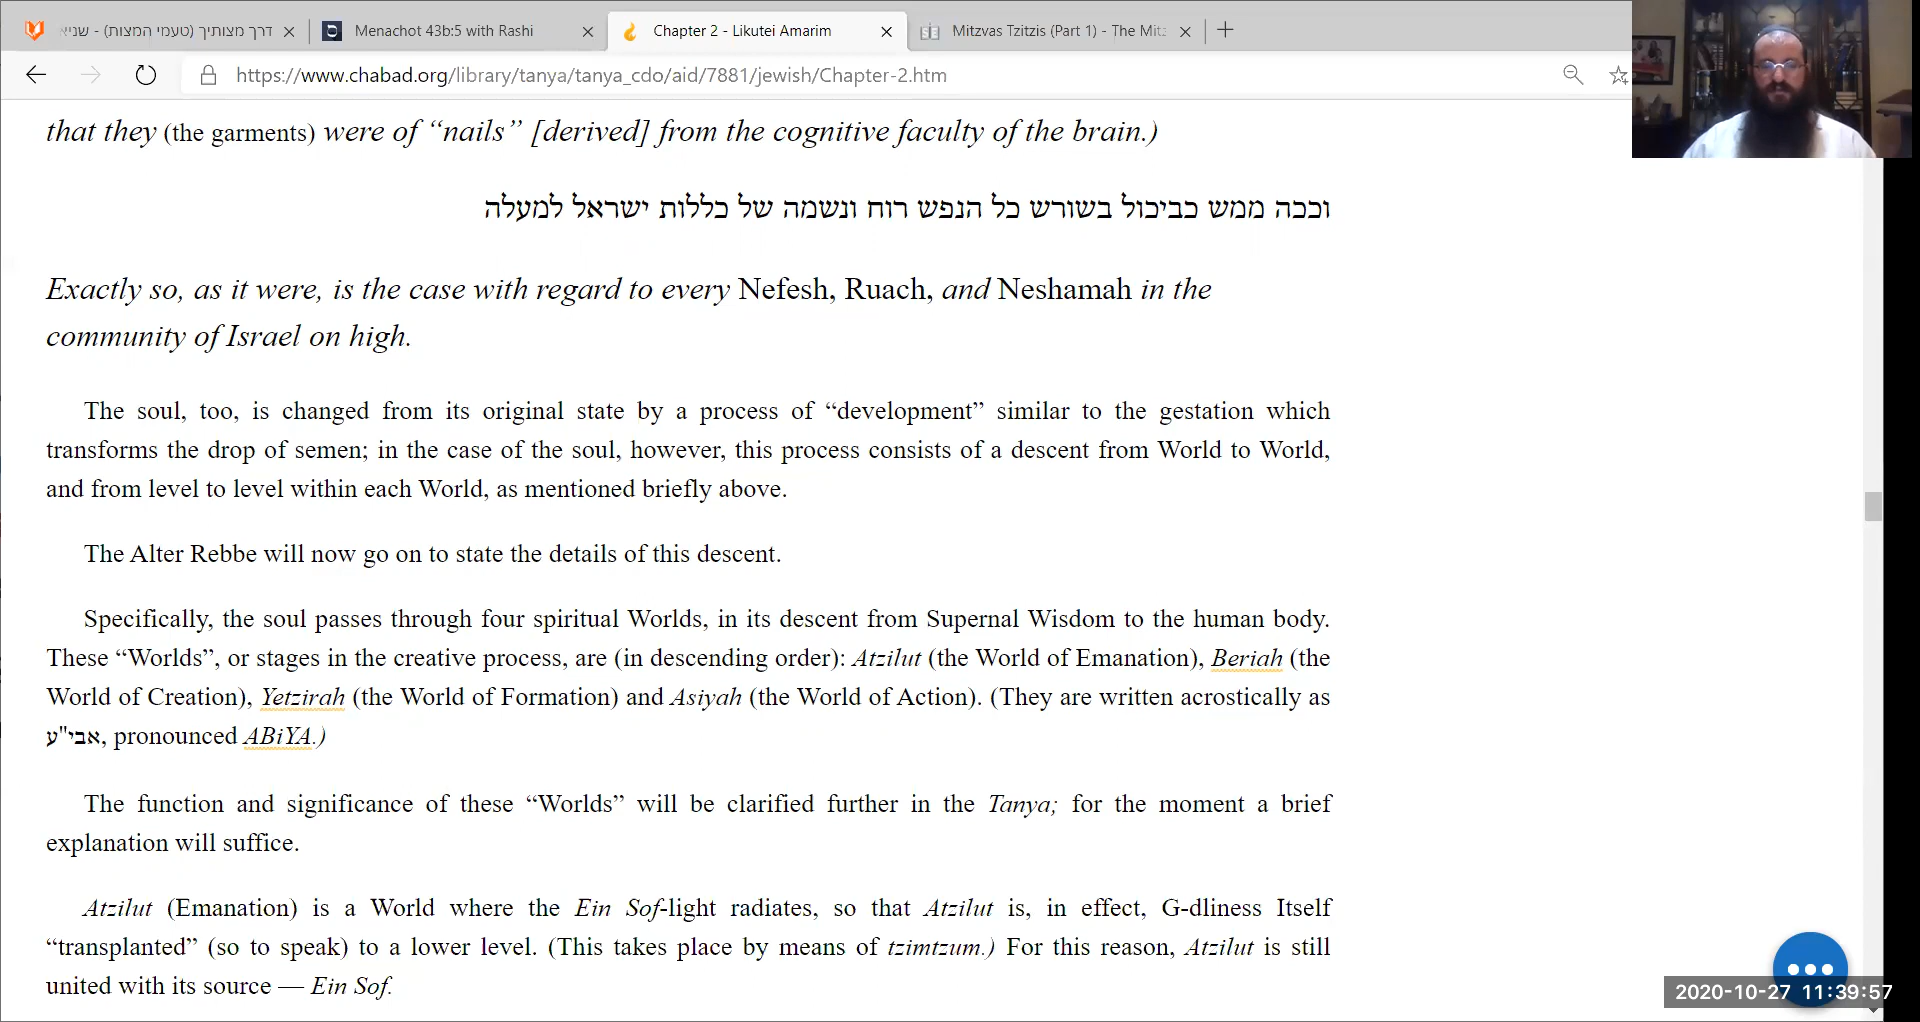 דרך מצותיך (טעמי המצות) - שניא
Menachot 43b:5 with Rashi
Chapter 2 - Likutei Amarim
Mitzvas Tzitzis (Part 1) - The Mitz
https://www.chabad.org/library/tanya/tanya_cdo/aid/7881/jewish/Chapter-2.htm
that they (the garments) were of “nails” [derived] from the cognitive faculty of the brain.)
וככה ממש כביכול בשורש כל הנפש רוח ונשמה של כללות ישראל למעלה
Exactly so, as it were, is the case with regard to every Nefesh, Ruach, and Neshamah in the
community of Israel on high.
The soul, too, is changed from its original state by a process of “development” similar to the gestation which
transforms the drop of semen; in the case of the soul, however, this process consists of a descent from World to World,
and from level to level within each World, as mentioned briefly above.
The Alter Rebbe will now go on to state the details of this descent.
Specifically, the soul passes through four spiritual Worlds, in its descent from Supernal Wisdom to the human body.
These “Worlds”, or stages in the creative process, are (in descending order): Atzilut (the World of Emanation), Beriah (the
World of Creation), Yetzirah (the World of Formation) and Asiyah (the World of Action). (They are written acrostically as
אבי"ע, pronounced ABiYA.)
The function and significance of these “Worlds” will be clarified further in the Tanya; for the moment a brief
explanation will suffice.
Atzilut (Emanation) is a World where the Ein Sof-light radiates, so that Atzilut is, in effect, G-dliness Itself
“transplanted” (so to speak) to a lower level. (This takes place by means of tzimtzum.) For this reason, Atzilut is still
united with its source — Ein Sof.
2020-10-27 11:39:57